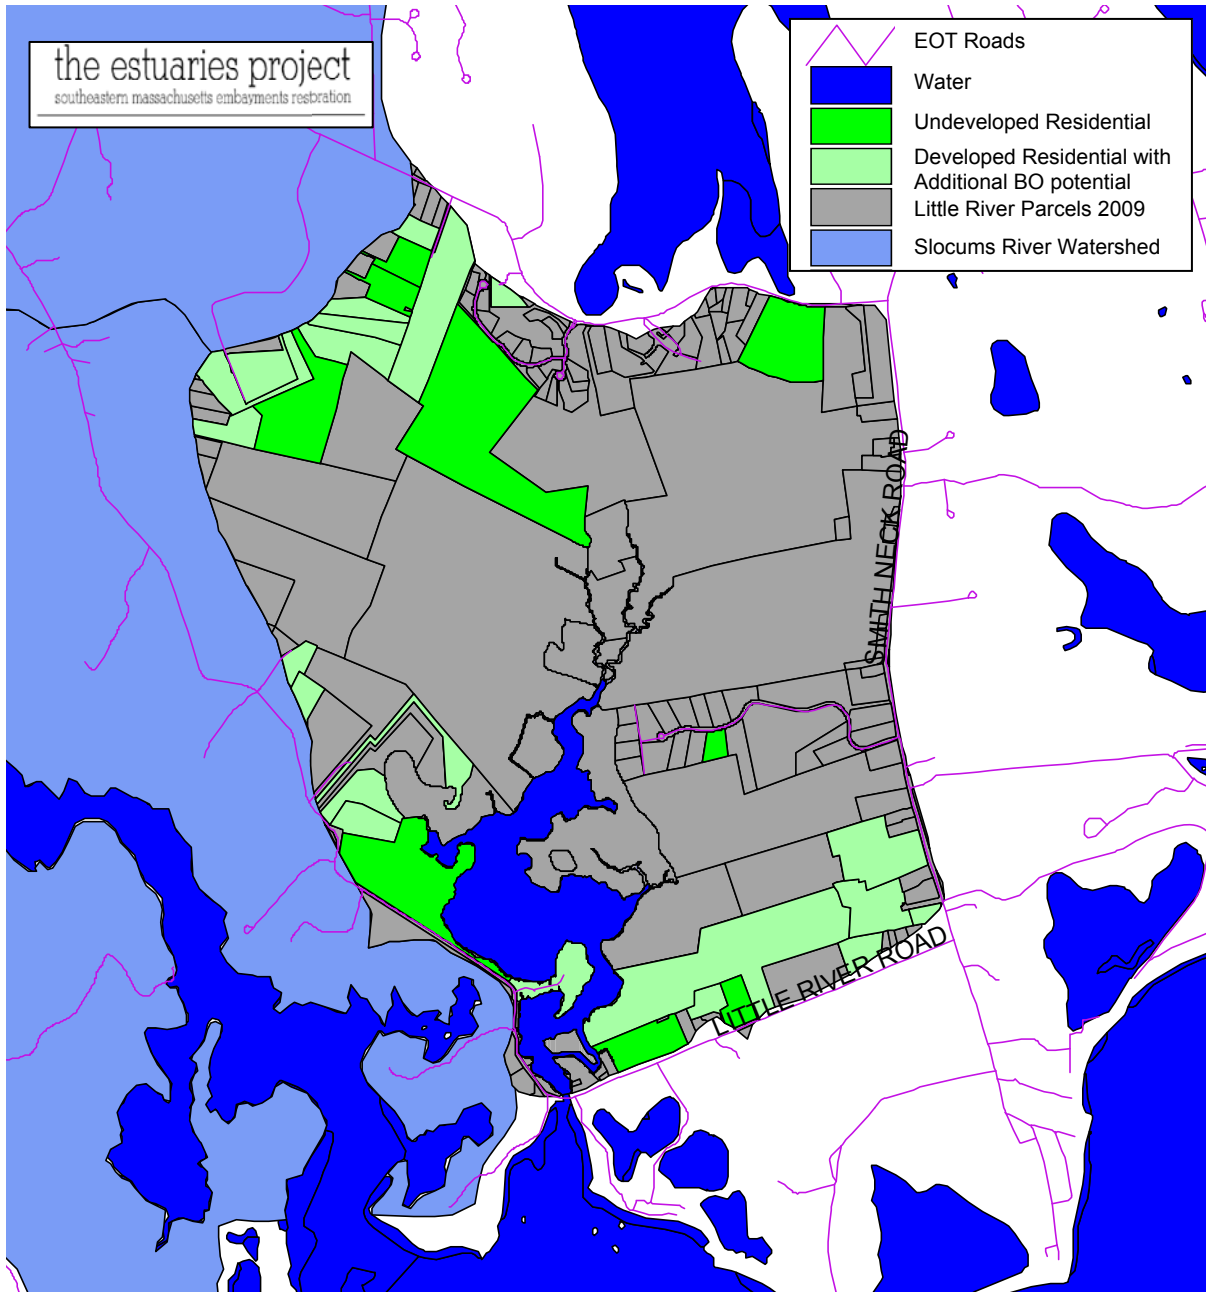 the estuaries project
southeastern massachusetts embayments restoration
EOT Roads
Water
Undeveloped Residential
Developed Residential with
Additional BO potential
Little River Parcels 2009
Slocums River Watershed
SMITH NECK ROAD
LITTLE RIVER ROAD